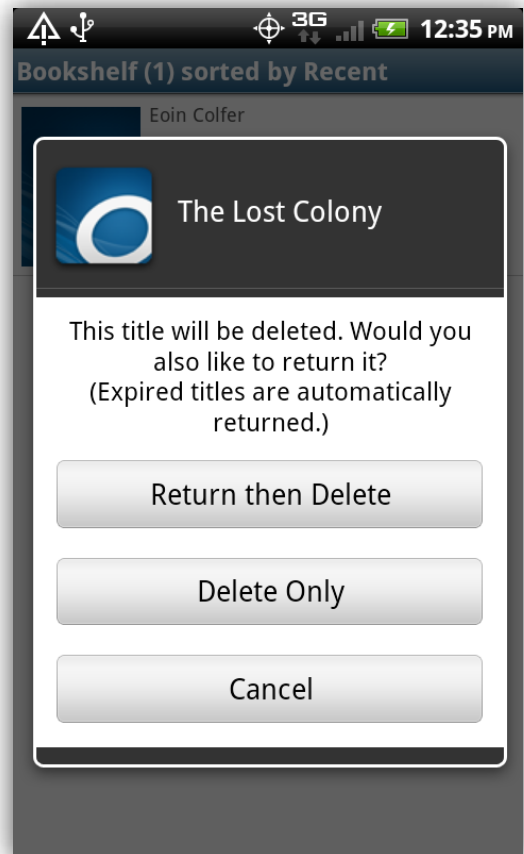 3G
12:35 PM
Bookshelf (1) sorted by Recent
Eoin Colfer
The Lost Colony
This title will be deleted. Would you
also like to return it?
(Expired titles are automatically
returned.)
Return then Delete
Delete Only
Cancel